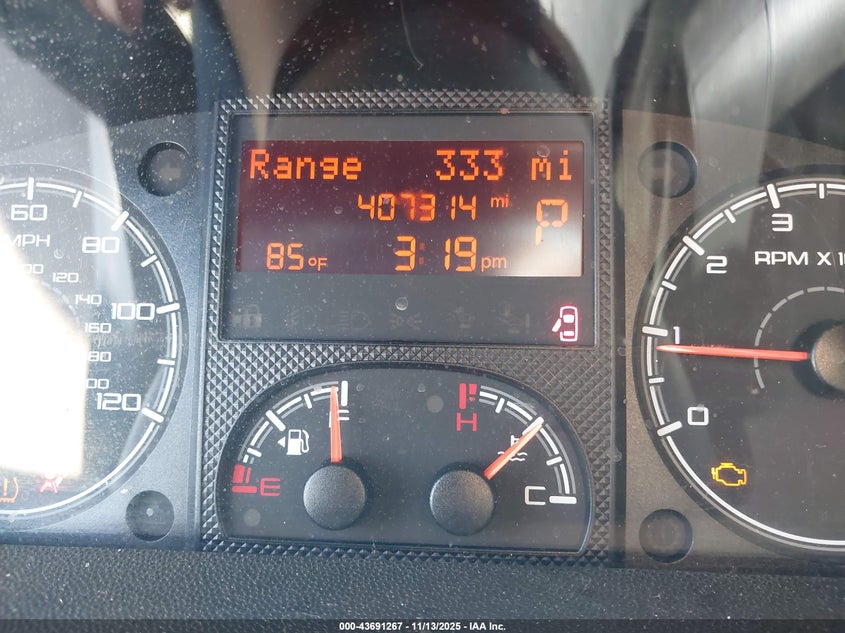 Range 333 mi
407314 mi
P
85°F 3:19 pm
60
MPH
80
100
120
120
140
160
2
3
RPM X 10
1
0
F
E
H
C
000-43691267 - 11/13/2025 - IAA Inc.